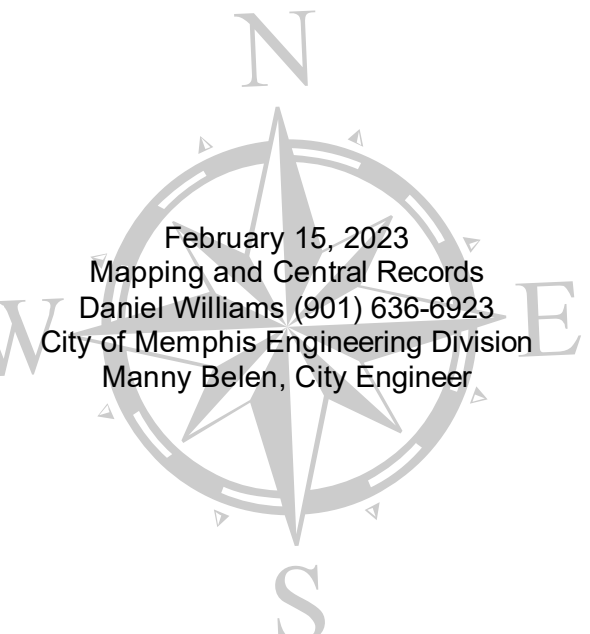 N
February 15, 2023
Mapping and Central Records
Daniel Williams (901) 636-6923
W E
City of Memphis Engineering Division
Manny Belen, City Engineer
S